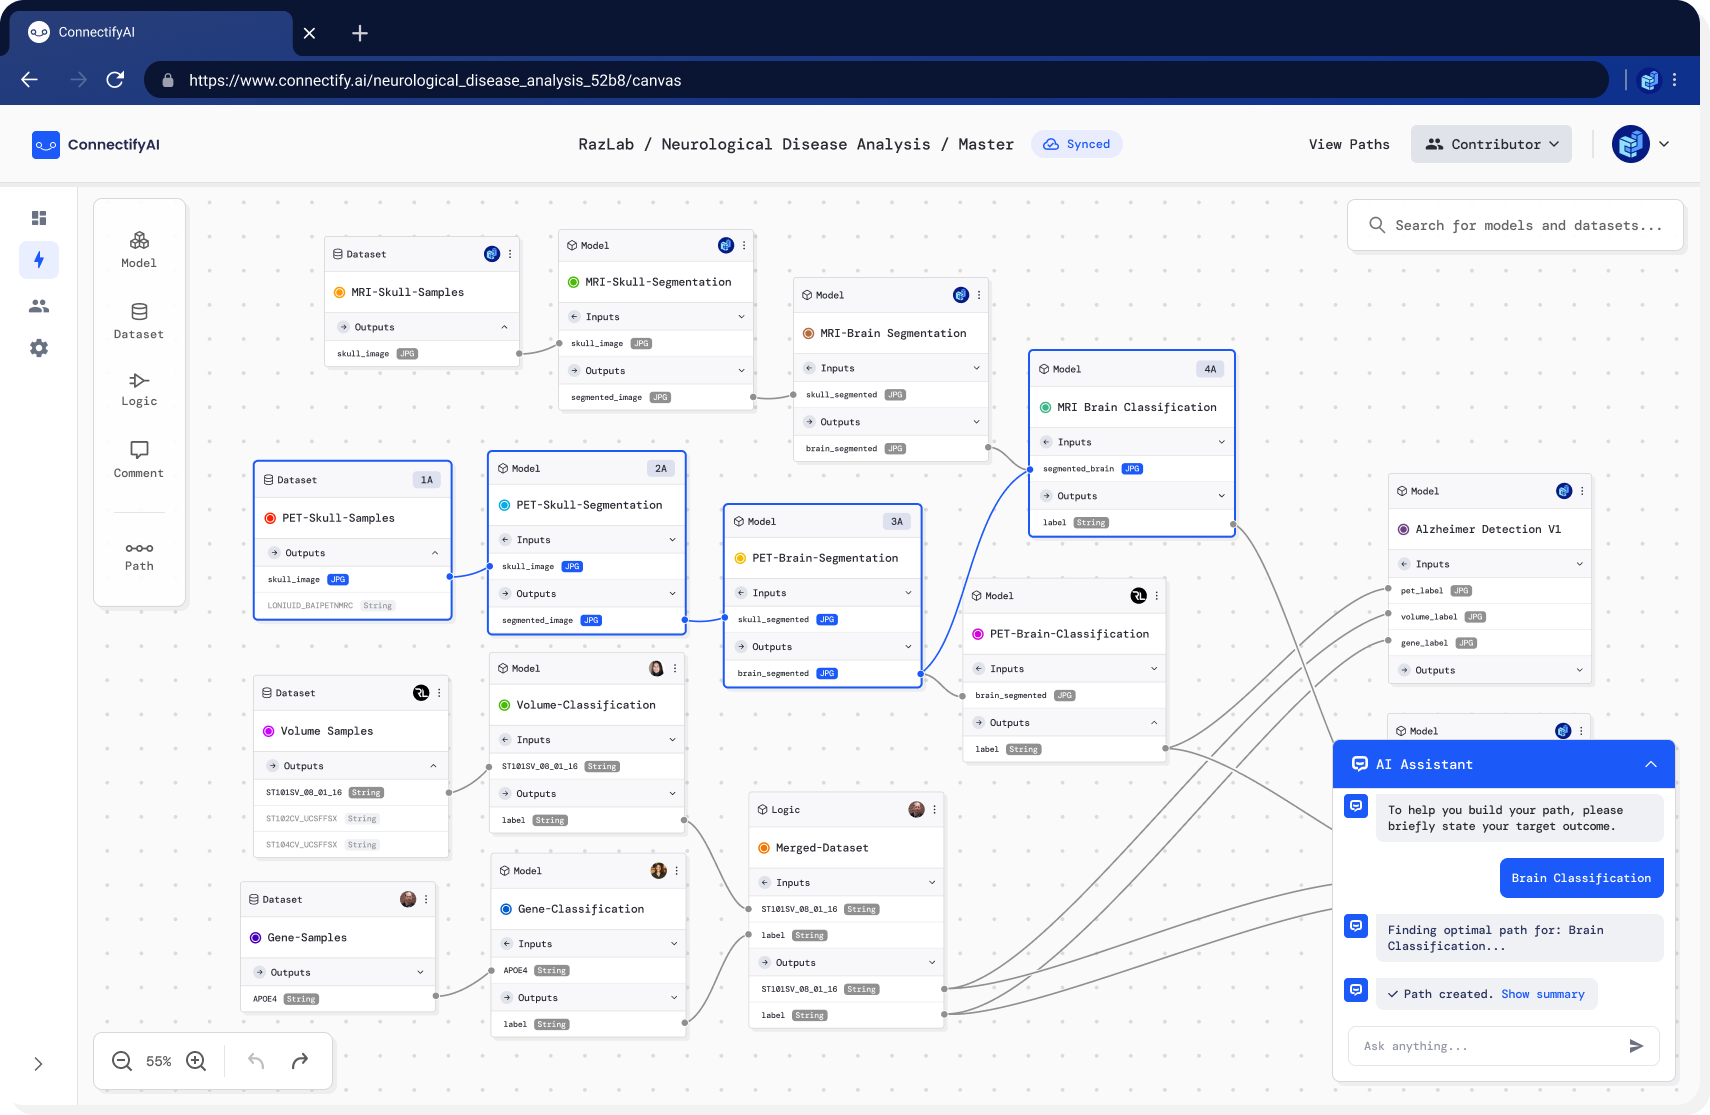 ConnectifyAI
https://www.connectify.ai/neurological_disease_analysis_52b8/canvas
ConnectifyAI
RazLab / Neurological Disease Analysis / Master
Synced
View Paths
Contributor
Search for models and datasets...
Model
Dataset
Logic
Comment
Path
Dataset
MRI-Skull-Samples
Outputs
skull_image JPG
Model
MRI-Skull-Segmentation
Inputs
skull_image JPG
Outputs
segmented_image JPG
Model
MRI-Brain Segmentation
Inputs
skull_segmented JPG
Outputs
brain_segmented JPG
Model 4A
MRI Brain Classification
Inputs
segmented_brain JPG
Outputs
label String
Dataset 1A
PET-Skull-Samples
Outputs
skull_image JPG
LONIUID_BAIPETNMRC String
Model 2A
PET-Skull-Segmentation
Inputs
skull_image JPG
Outputs
segmented_image JPG
Model 3A
PET-Brain-Segmentation
Inputs
skull_segmented JPG
Outputs
brain_segmented JPG
Model
PET-Brain-Classification
Inputs
brain_segmented JPG
Outputs
label String
Model
Alzheimer Detection V1
Inputs
pet_label JPG
volume_label JPG
gene_label JPG
Outputs
Model
Dataset
Volume Samples
Outputs
ST101SV_08_01_16 String
ST102CV_UCSFFSX String
ST104CV_UCSFFSX String
Model
Volume-Classification
Inputs
ST101SV_08_01_16 String
Outputs
label String
Dataset
Gene-Samples
Outputs
APOE4 String
Model
Gene-Classification
Inputs
APOE4 String
Outputs
label String
Logic
Merged-Dataset
Inputs
ST101SV_08_01_16 String
label String
Outputs
ST101SV_08_01_16 String
label String
AI Assistant
To help you build your path, please
briefly state your target outcome.
Brain Classification
Finding optimal path for: Brain
Classification...
Path created. Show summary
Ask anything...
55%